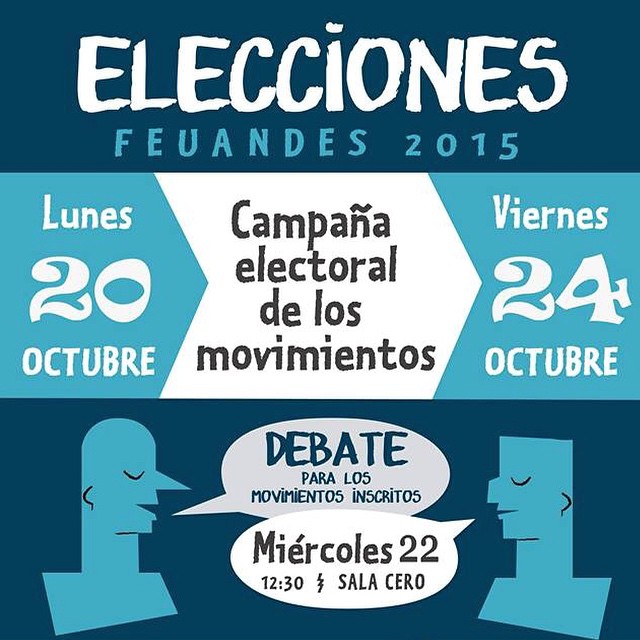 ELECCIONES
FEUANDES 2015
Lunes
20
OCTUBRE
Campaña
electoral
de los
movimientos
Viernes
24
OCTUBRE
DEBATE
PARA LOS
MOVIMIENTOS INSCRITOS
Miércoles 22
12:30 SALA CERO